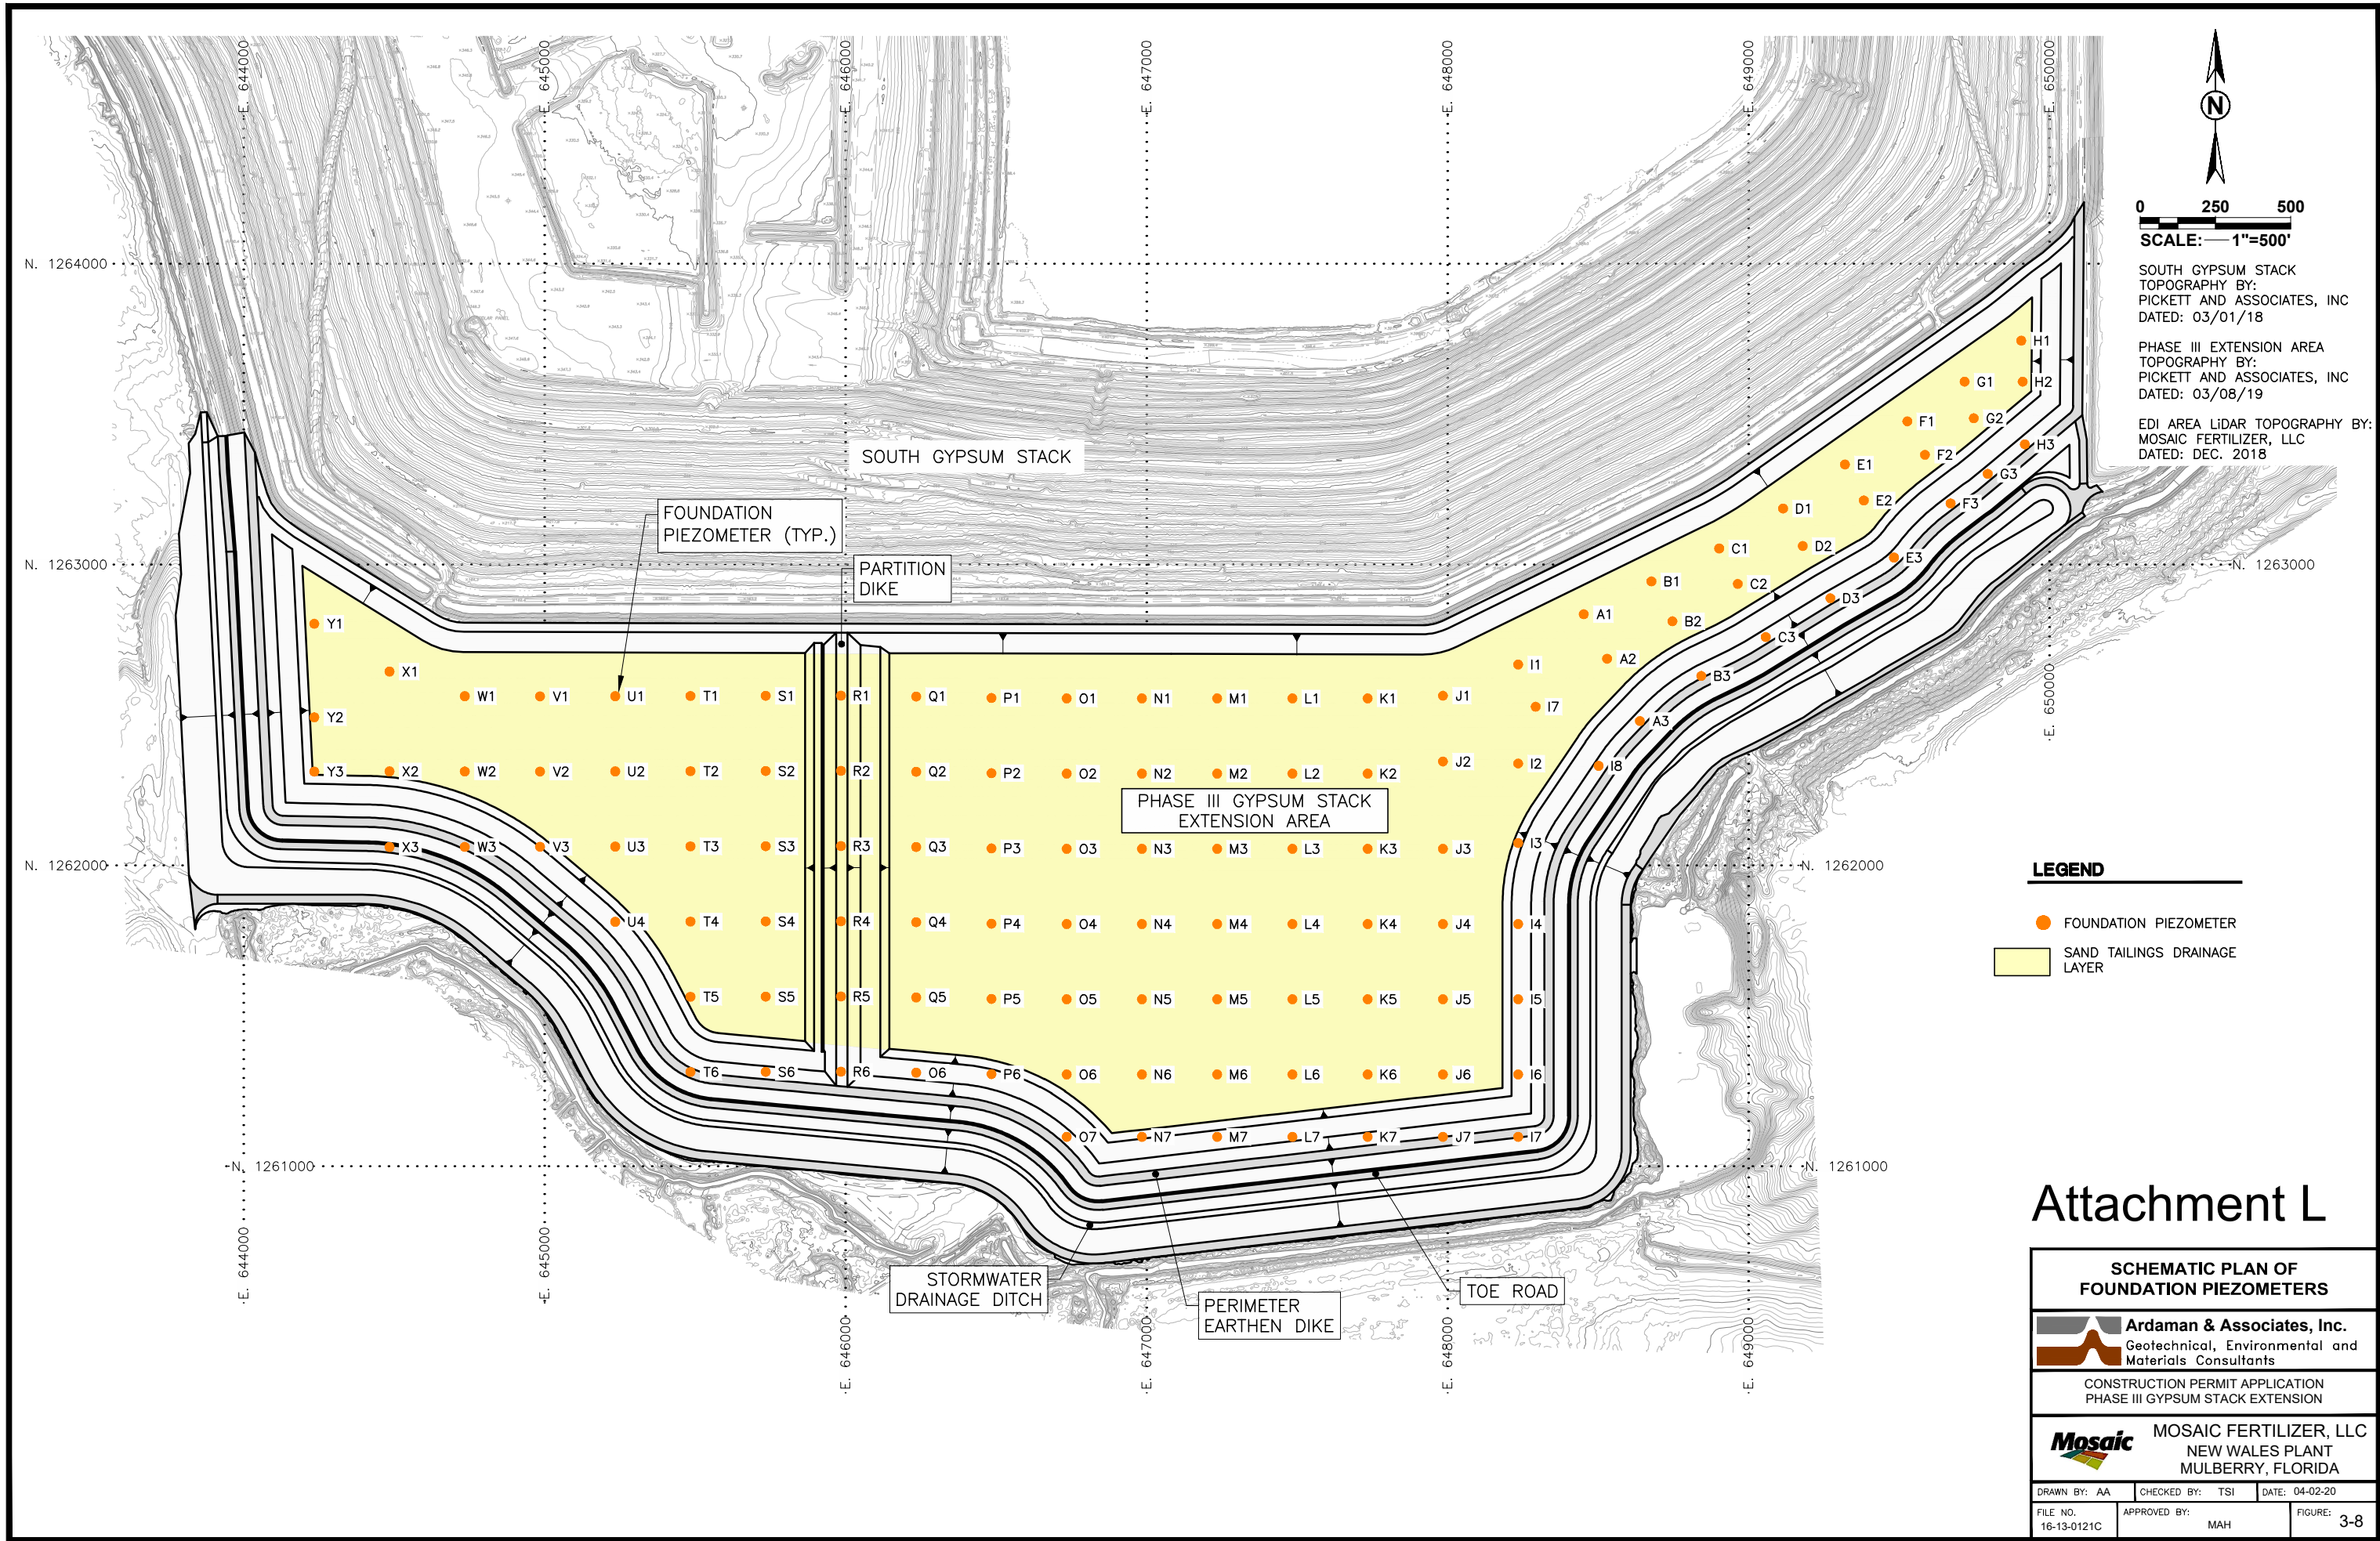 E. 644000
E. 645000
E. 646000
E. 647000
E. 648000
E. 649000
E. 650000
N
0 250 500
SCALE: 1"=500'
N. 1264000
SOUTH GYPSUM STACK
TOPOGRAPHY BY:
PICKETT AND ASSOCIATES, INC
DATED: 03/01/18
PHASE III EXTENSION AREA
TOPOGRAPHY BY:
PICKETT AND ASSOCIATES, INC
DATED: 03/08/19
EDI AREA LiDAR TOPOGRAPHY BY:
MOSAIC FERTILIZER, LLC
DATED: DEC. 2018
SOUTH GYPSUM STACK
FOUNDATION
PIEZOMETER (TYP.)
PARTITION
DIKE
N. 1263000
N. 1263000
H1
G1 H2
F1 G2
H3
E1 F2
G3
D1 E2 F3
C1 D2
E3
B1 C2
D3
A1 B2
C3
Y1
I1 A2
B3
X1
W1 V1 U1 T1 S1 R1 Q1 P1 O1 N1 M1 L1 K1 J1
I7
Y2
A3
E. 650000
Y3 X2 W2 V2 U2 T2 S2 R2 Q2 P2 O2 N2 M2 L2 K2 J2 I2 I8
PHASE III GYPSUM STACK
EXTENSION AREA
X3 W3 V3 U3 T3 S3 R3 Q3 P3 O3 N3 M3 L3 K3 J3 I3
N. 1262000
N. 1262000
LEGEND
FOUNDATION PIEZOMETER
SAND TAILINGS DRAINAGE
LAYER
U4 T4 S4 R4 Q4 P4 O4 N4 M4 L4 K4 J4 I4
T5 S5 R5 Q5 P5 O5 N5 M5 L5 K5 J5 I5
T6 S6 R6 O6 P6 O6 N6 M6 L6 K6 J6 I6
O7 N7 M7 L7 K7 J7 I7
N. 1261000
N. 1261000
STORMWATER
DRAINAGE DITCH
PERIMETER
EARTHEN DIKE
TOE ROAD
E. 644000
E. 645000
E. 646000
E. 647000
E. 648000
E. 649000
Attachment L
SCHEMATIC PLAN OF
FOUNDATION PIEZOMETERS
Ardaman & Associates, Inc.
Geotechnical, Environmental and
Materials Consultants
CONSTRUCTION PERMIT APPLICATION
PHASE III GYPSUM STACK EXTENSION
Mosaic
MOSAIC FERTILIZER, LLC
NEW WALES PLANT
MULBERRY, FLORIDA
DRAWN BY: AA CHECKED BY: TSI DATE: 04-02-20
FILE NO. 16-13-0121C APPROVED BY: MAH FIGURE: 3-8